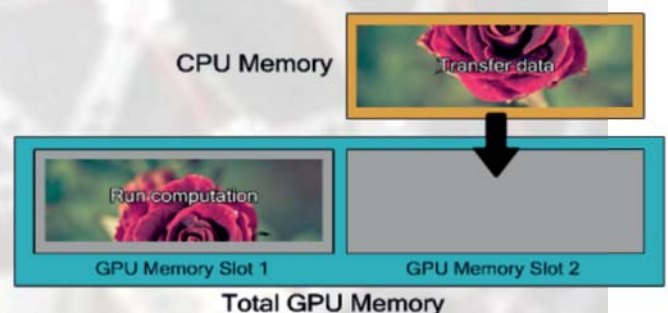 CPU Memory
Transfer data
Run computation
GPU Memory Slot 1
GPU Memory Slot 2
Total GPU Memory